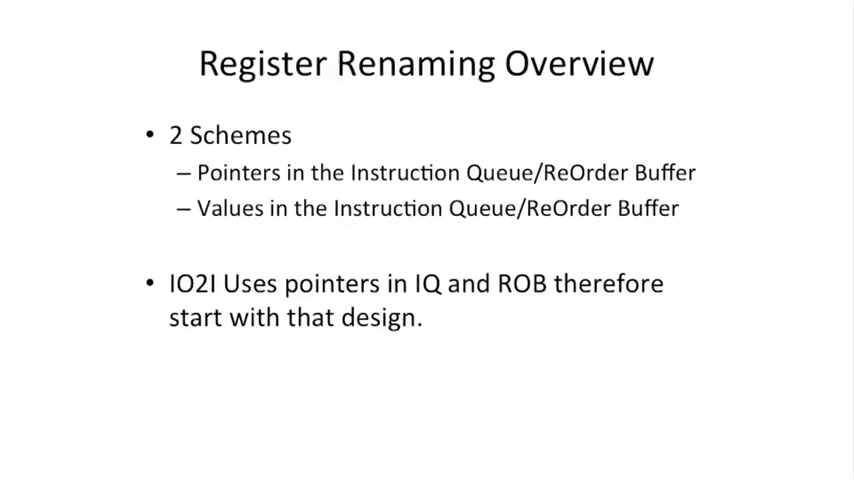 Register Renaming Overview
• 2 Schemes
– Pointers in the Instruction Queue/ReOrder Buffer
– Values in the Instruction Queue/ReOrder Buffer
• IO2I Uses pointers in IQ and ROB therefore
start with that design.